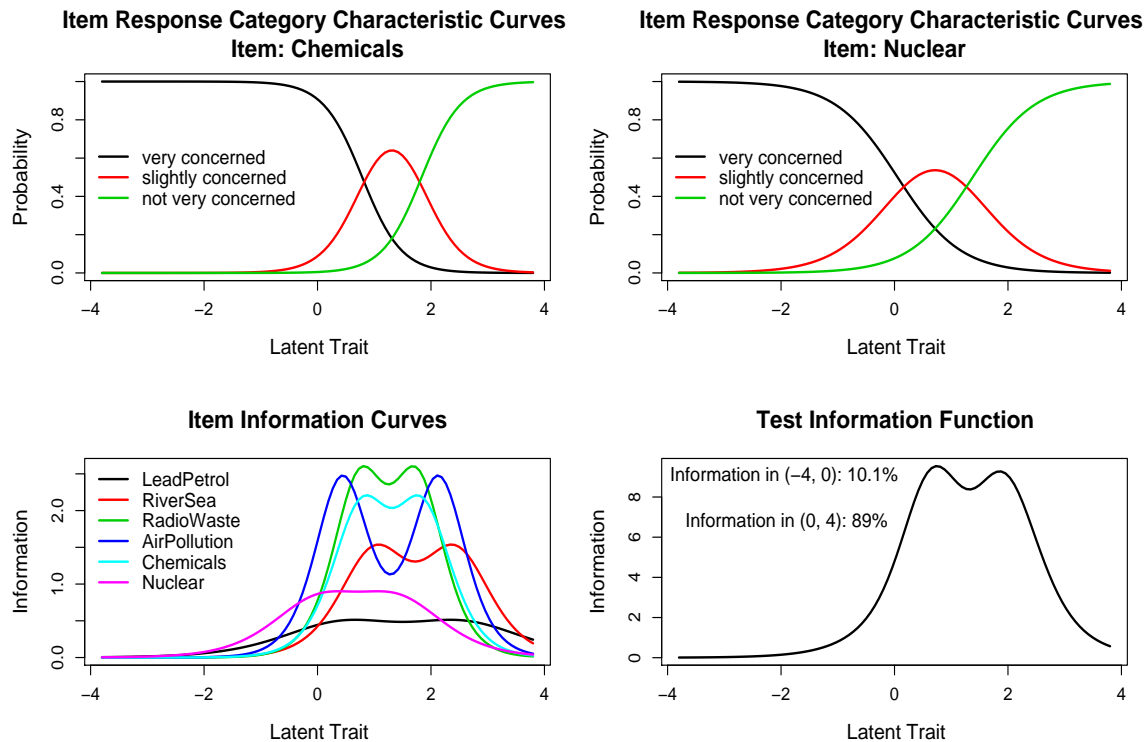 Item Response Category Characteristic Curves
Item: Chemicals
Probability
0.0
0.4
0.8
very concerned
slightly concerned
not very concerned
−4
−2
0
2
4
Latent Trait
Item Response Category Characteristic Curves
Item: Nuclear
Probability
0.0
0.4
0.8
very concerned
slightly concerned
not very concerned
−4
−2
0
2
4
Latent Trait
Item Information Curves
Information
0.0
1.0
2.0
LeadPetrol
RiverSea
RadioWaste
AirPollution
Chemicals
Nuclear
−4
−2
0
2
4
Latent Trait
Test Information Function
Information
0
2
4
6
8
Information in (−4, 0): 10.1%
Information in (0, 4): 89%
−4
−2
0
2
4
Latent Trait